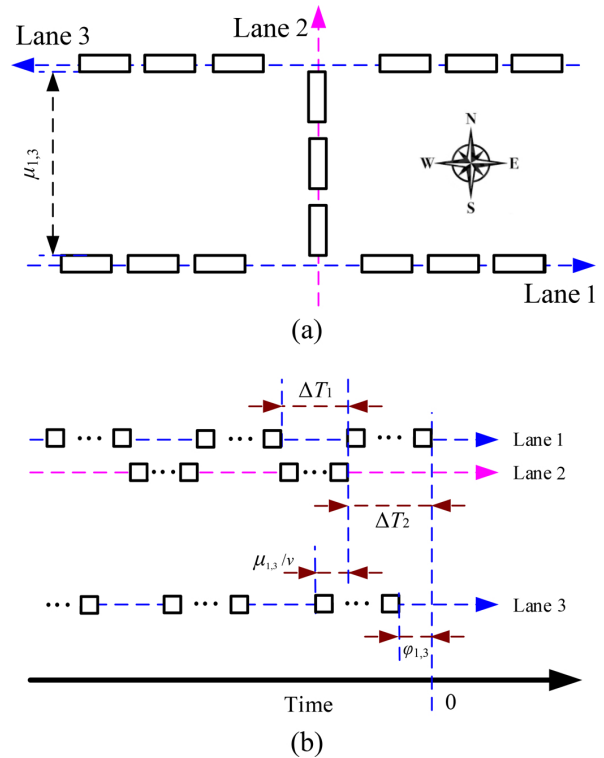 Lane 2
Lane 3
μ1,3
N
W E
S
Lane 1
(a)
ΔT1
Lane 1
Lane 2
ΔT2
μ1,3/v
Lane 3
φ1,3
Time 0
(b)